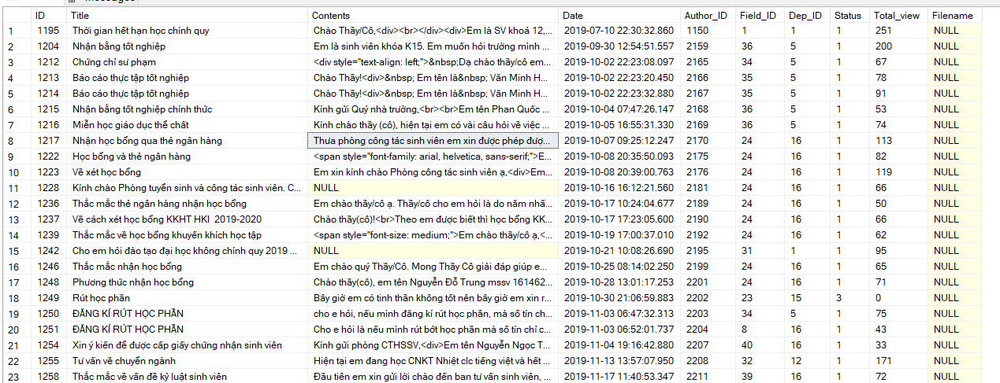 Messages
ID Title Contents Date Author_ID Field_ID Dep_ID Status Total_view Filename
1 1195 Thời gian hết hạn học chính quy Chào Thầy/Cô,<div><br></div><div>Em là SV khoá 12,... 2019-07-10 22:30:32.860 1150 1 1 1 251 NULL
2 1204 Nhận bằng tốt nghiệp Em là sinh viên khóa K15. Em muốn hỏi trường mình ... 2019-09-30 12:54:51.557 2159 36 5 1 200 NULL
3 1212 Chứng chỉ sư phạm <div style="text-align: left;">&nbsp;Dạ chào thầy/cô em... 2019-10-02 22:23:08.097 2165 34 5 1 67 NULL
4 1213 Báo cáo thực tập tốt nghiệp Chào Thầy!<div>&nbsp; Em tên là&nbsp; Văn Minh H... 2019-10-02 22:23:20.450 2166 35 5 1 78 NULL
5 1214 Báo cáo thực tập tốt nghiệp Chào Thầy!<div>&nbsp; Em tên là&nbsp; Văn Minh H... 2019-10-02 22:23:32.880 2167 35 5 1 91 NULL
6 1215 Nhận bằng tốt nghiệp chính thức Kính gửi Quý nhà trường,<br><br>Em tên Phan Quốc ... 2019-10-04 07:47:26.147 2168 36 5 1 53 NULL
7 1216 Miễn học giáo dục thể chất Kính chào thầy (cô), hiện tại em có vài câu hỏi về việc ... 2019-10-05 16:55:31.330 2169 36 5 1 74 NULL
8 1217 Nhận học bổng qua thẻ ngân hàng Thưa phòng công tác sinh viên em xin được phép đượ... 2019-10-07 09:25:12.247 2170 24 16 1 113 NULL
9 1222 Học bổng và thẻ ngân hàng <span style="font-family: arial, helvetica, sans-serif;">E... 2019-10-08 20:35:50.093 2175 24 16 1 82 NULL
10 1223 Về xét học bổng Em xin kính chào Phòng công tác sinh viên ạ,<div>Em... 2019-10-08 20:39:00.763 2176 24 16 1 119 NULL
11 1228 Kính chào Phòng tuyển sinh và công tác sinh viên. C... NULL 2019-10-16 16:12:21.560 2181 24 16 1 66 NULL
12 1236 Thắc mắc thẻ ngân hàng nhận học bổng Em chào thầy/cô ạ. Thầy/cô cho em hỏi là do năm nhấ... 2019-10-17 10:24:04.677 2189 24 16 1 50 NULL
13 1237 Về cách xét học bổng KKHT HKI 2019-2020 Chào thầy(cô)!<br>Theo em được biết thì học bổng KK... 2019-10-17 17:23:05.600 2190 24 16 1 66 NULL
14 1239 Thắc mắc về học bổng khuyến khích học tập <span style="font-size: medium;">Em chào thầy/cô ạ,<... 2019-10-19 17:00:37.010 2192 24 16 1 62 NULL
15 1242 Cho em hỏi đào tạo đại học không chính quy 2019 ... NULL 2019-10-21 10:08:26.690 2195 31 1 1 95 NULL
16 1246 Thắc mắc nhận học bổng Em chào quý Thầy/Cô. Mong Thầy Cô giải đáp giúp e... 2019-10-25 08:14:02.250 2199 24 16 1 65 NULL
17 1248 Phương thức nhận học bổng Chào thầy(cô), em tên Nguyễn Đỗ Trung mssv 161462... 2019-10-28 13:01:17.253 2201 24 16 1 71 NULL
18 1249 Rút học phần Bây giờ em có tinh thần không tốt nên bây giờ em xin r... 2019-10-30 21:06:59.883 2202 23 15 3 0 NULL
19 1250 ĐĂNG KÍ RÚT HỌC PHẦN cho e hỏi, nếu mình đăng kí rút học phần, mà số tín ch... 2019-11-03 06:47:32.313 2203 34 5 1 75 NULL
20 1251 ĐĂNG KÍ RÚT HỌC PHẦN Cho e hỏi là nếu mình rút bớt học phần mà số tín chỉ c... 2019-11-03 06:52:01.737 2204 8 16 1 43 NULL
21 1254 Xin ý kiến để được cấp giấy chứng nhận sinh viên Kính gửi phòng CTHSSV,<div>Em tên Nguyễn Ngọc T... 2019-11-04 19:16:42.880 2207 40 16 1 33 NULL
22 1255 Tư vấn về chuyển ngành Hiện tại em đang học CNKT Nhiệt clc tiếng việt và hết ... 2019-11-13 13:57:07.950 2208 32 12 1 171 NULL
23 1258 Thắc mắc về vấn đề kỷ luật sinh viên Đầu tiên em xin gửi lời chào đến ban tư vấn sinh viên, ... 2019-11-17 11:40:53.347 2211 39 16 1 72 NULL